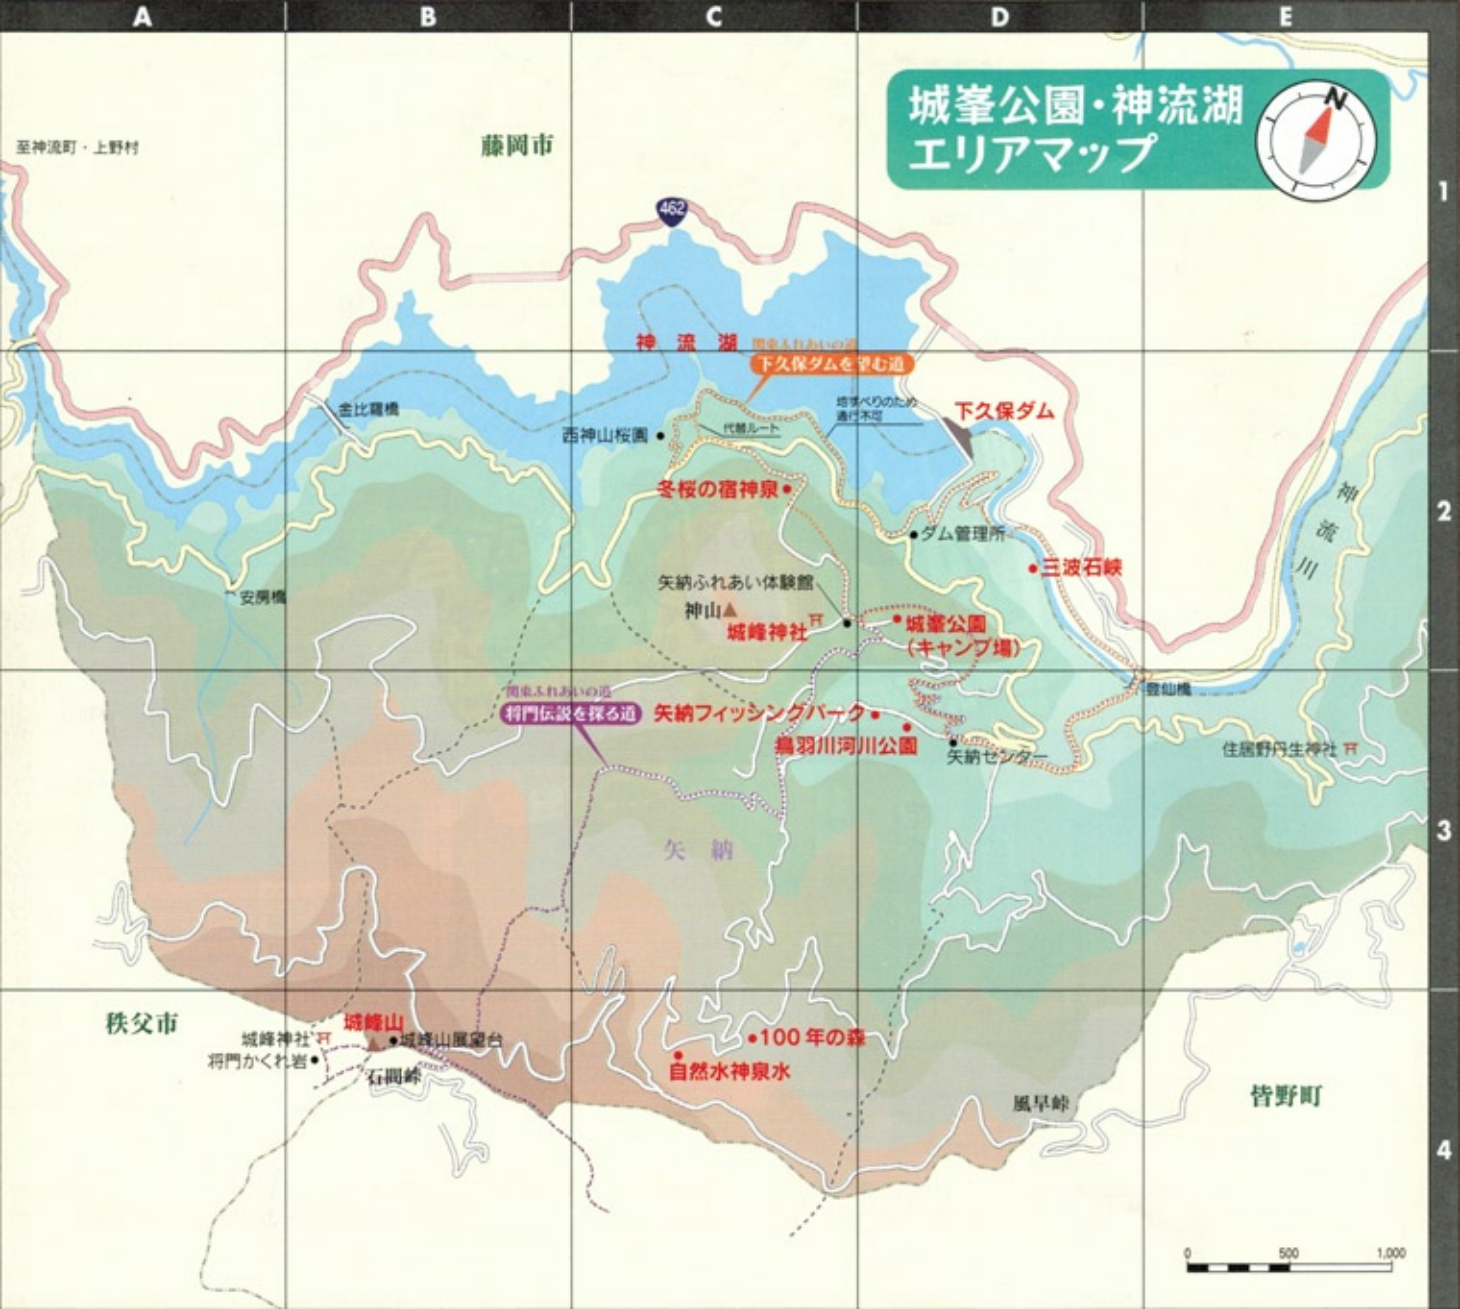 A B C D E
城峯公園・神流湖
エリアマップ
N
至神流町・上野村
藤岡市
1
462
神流湖
関東ふれあいの道
下久保ダムを望む道
地すべりのため
通行不可
下久保ダム
金比羅橋
西神山桜園
代替ルート
冬桜の宿神泉
神流川
2
ダム管理所
三波石峡
安房橋
矢納ふれあい体験館
神山
城峰神社
城峯公園
(キャンプ場)
登仙橋
関東ふれあいの道
将門伝説を探る道
矢納フィッシングパーク
鳥羽川河川公園
矢納センター
住居野丹生神社
3
矢納
秩父市
城峰神社
城峰山
城峰山展望台
将門かくれ岩
石間峠
100年の森
自然水神泉水
風早峠
皆野町
4
0 500 1,000